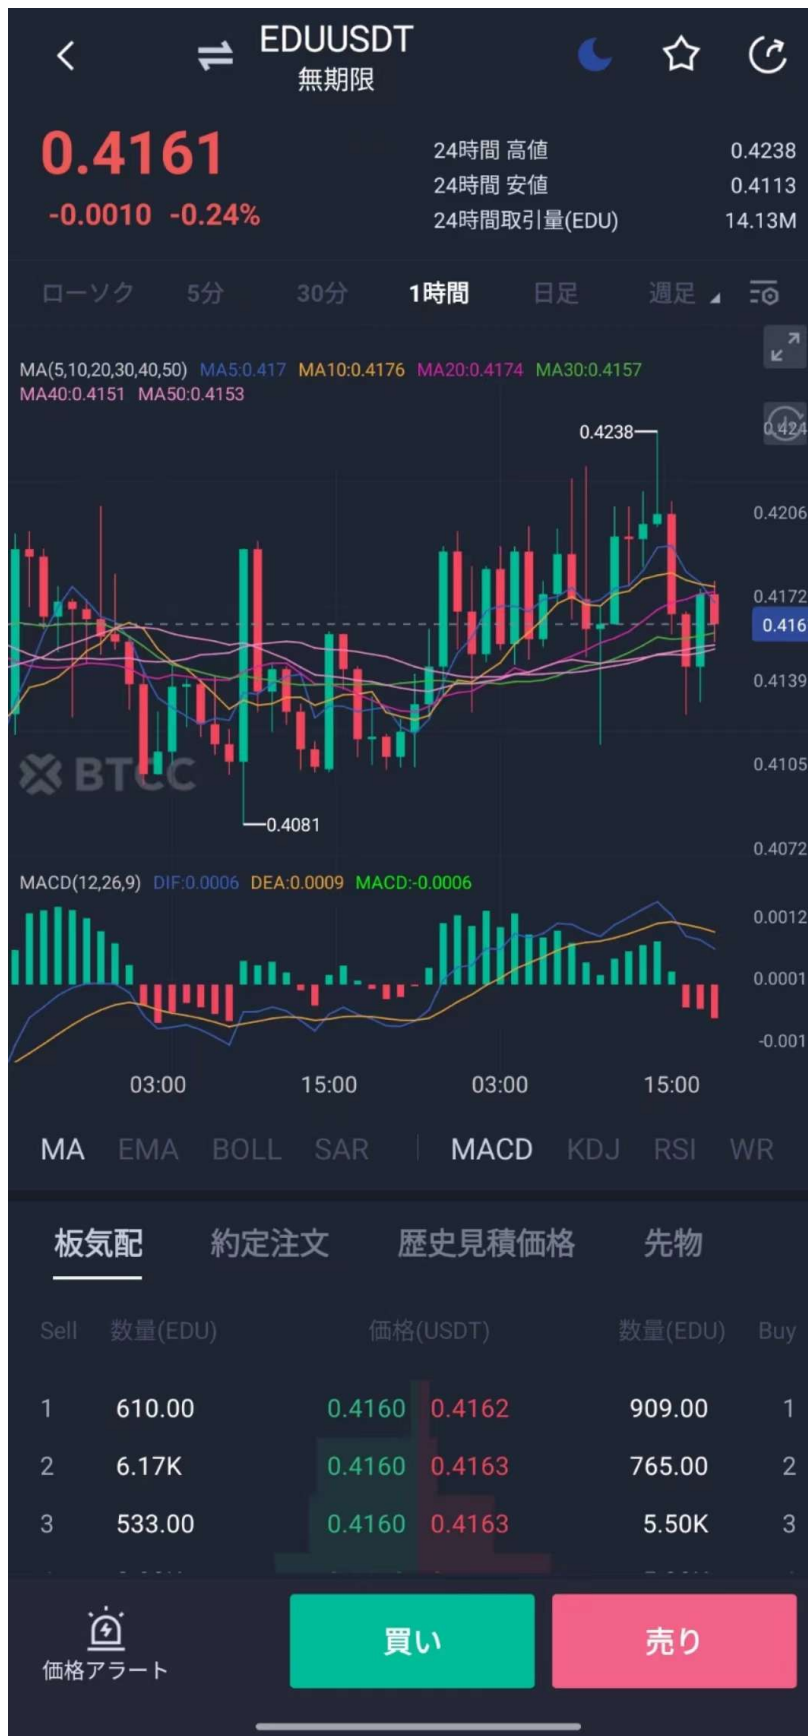 EDUUSDT
無期限
0.4161
-0.0010 -0.24%
24時間 高値 0.4238
24時間 安値 0.4113
24時間取引量(EDU) 14.13M
ローソク 5分 30分 1時間 日足 週足
MA(5,10,20,30,40,50) MA5:0.417 MA10:0.4176 MA20:0.4174 MA30:0.4157
MA40:0.4151 MA50:0.4153
0.4238
0.424
0.4206
0.4172
0.416
0.4139
BTCC
0.4105
0.4081
0.4072
MACD(12,26,9) DIF:0.0006 DEA:0.0009 MACD:-0.0006
0.0012
0.0001
-0.001
03:00 15:00 03:00 15:00
MA EMA BOLL SAR MACD KDJ RSI WR
板気配 約定注文 歴史見積価格 先物
Sell 数量(EDU) 価格(USDT) 数量(EDU) Buy
1 610.00 0.4160 0.4162 909.00 1
2 6.17K 0.4160 0.4163 765.00 2
3 533.00 0.4160 0.4163 5.50K 3
価格アラート 買い 売り